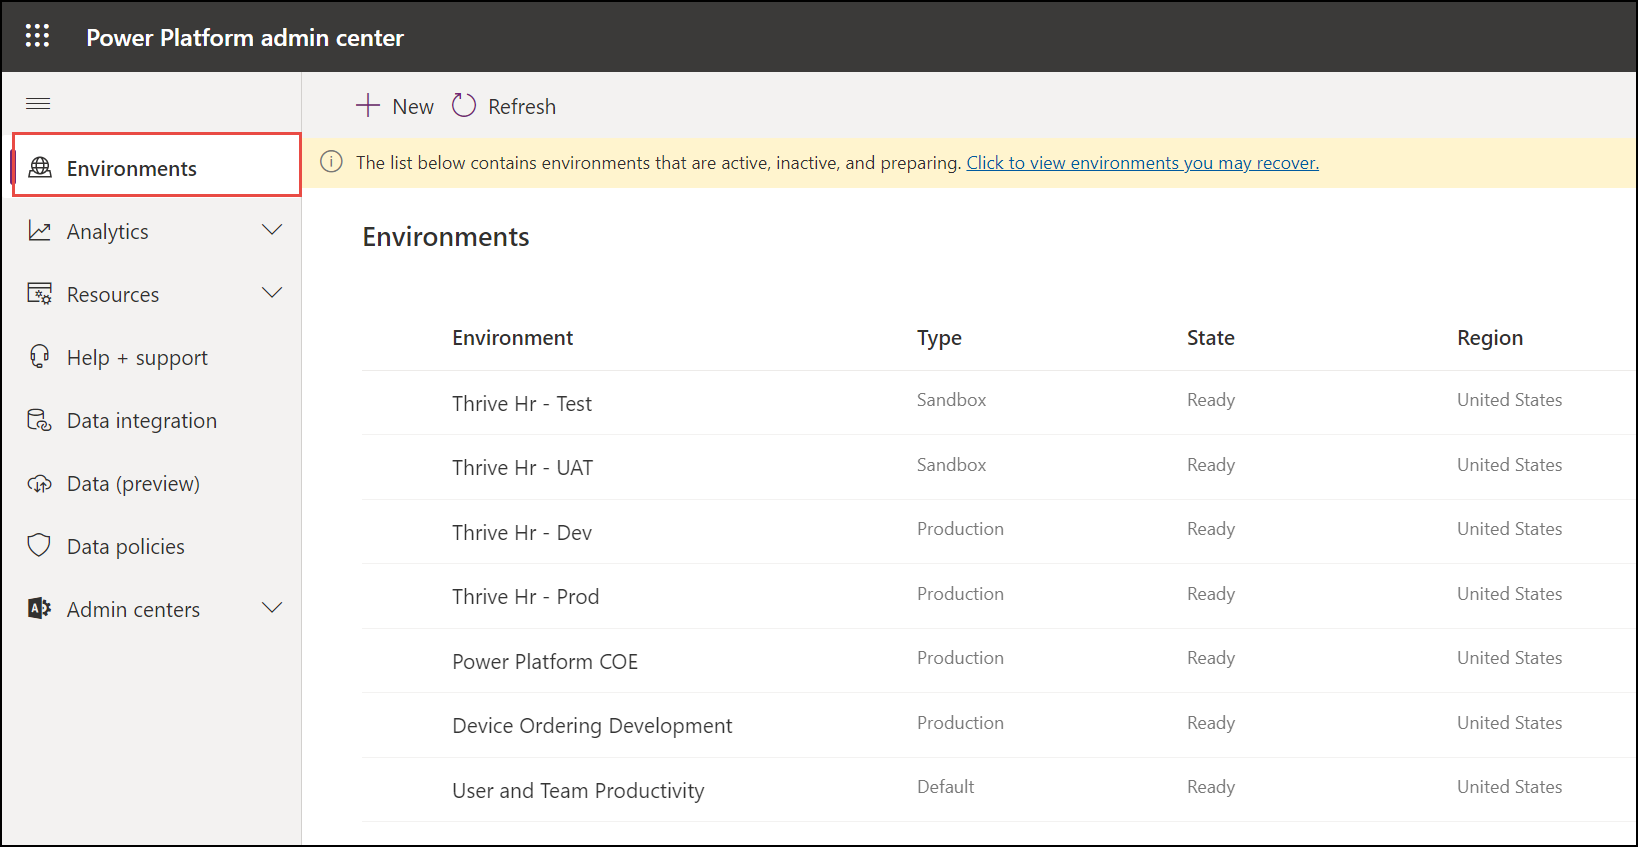 Power Platform admin center
New
Refresh
Environments
The list below contains environments that are active, inactive, and preparing. Click to view environments you may recover.
Analytics
Resources
Help + support
Data integration
Data (preview)
Data policies
Admin centers
Environments
Environment Type State Region
Thrive Hr - Test Sandbox Ready United States
Thrive Hr - UAT Sandbox Ready United States
Thrive Hr - Dev Production Ready United States
Thrive Hr - Prod Production Ready United States
Power Platform COE Production Ready United States
Device Ordering Development Production Ready United States
User and Team Productivity Default Ready United States